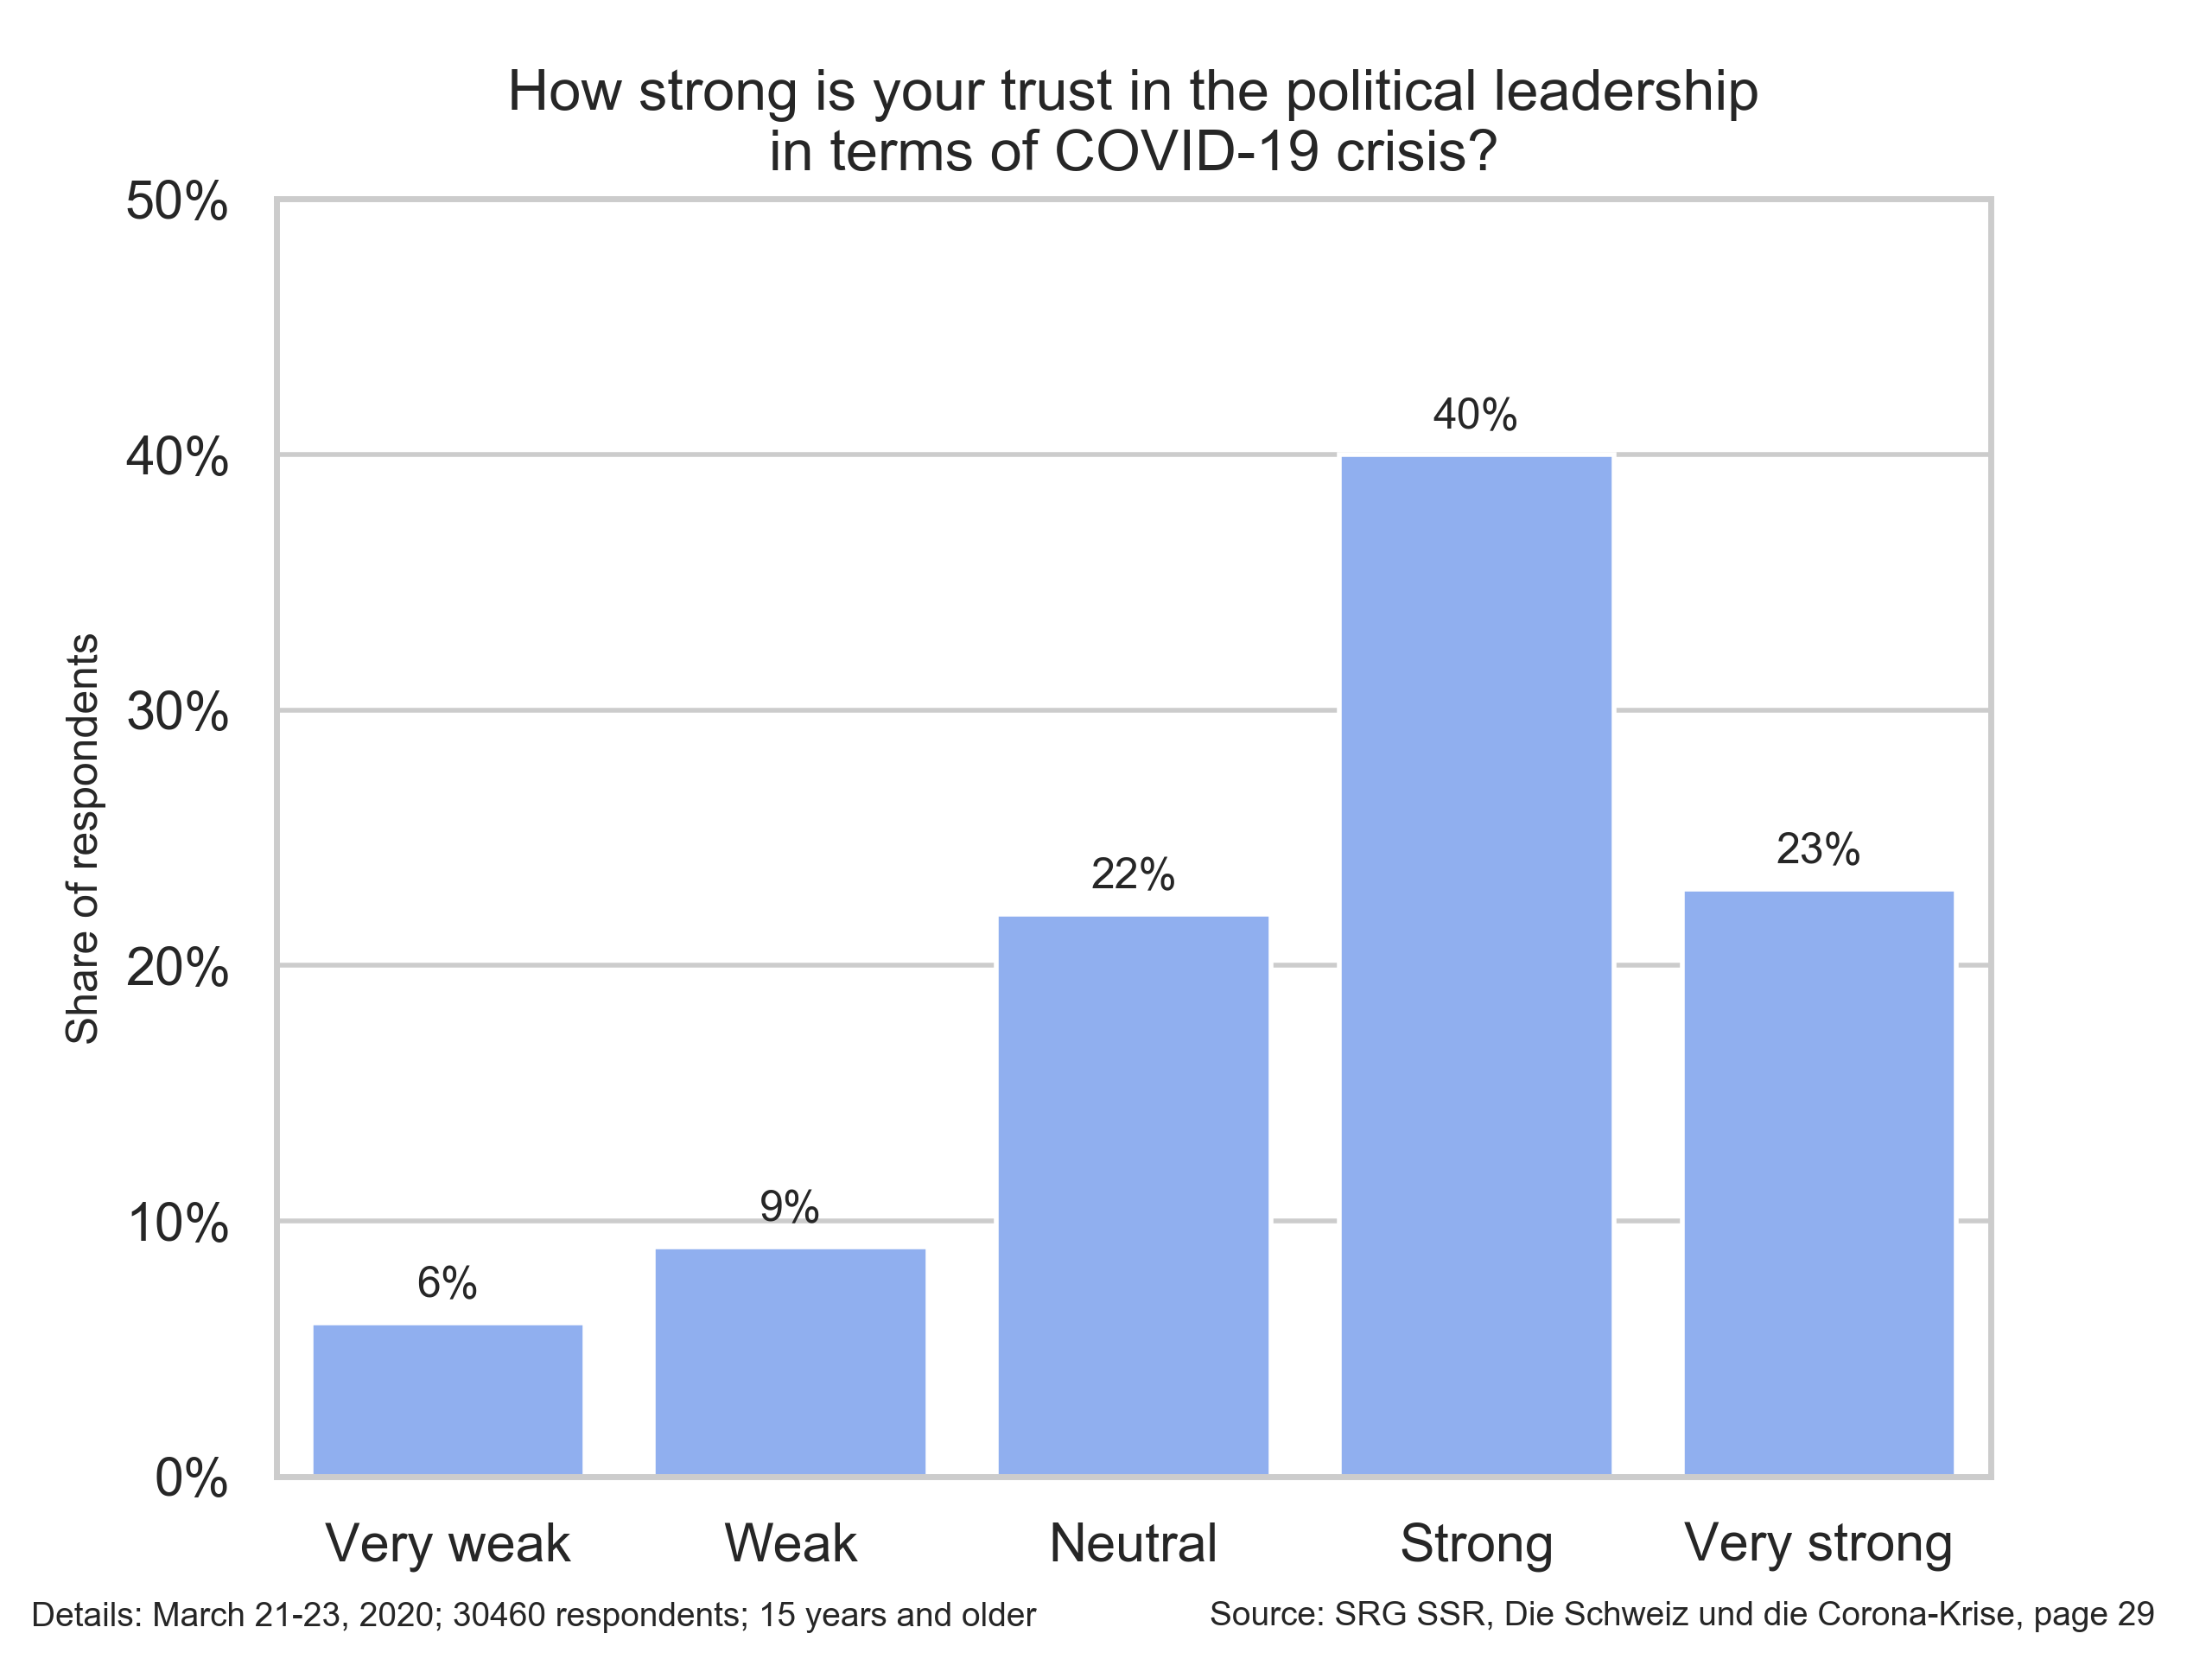 How strong is your trust in the political leadership
in terms of COVID-19 crisis?
Share of respondents
50%
40%
30%
20%
10%
0%
6%
9%
22%
40%
23%
Very weak
Weak
Neutral
Strong
Very strong
Details: March 21-23, 2020; 30460 respondents; 15 years and older
Source: SRG SSR, Die Schweiz und die Corona-Krise, page 29